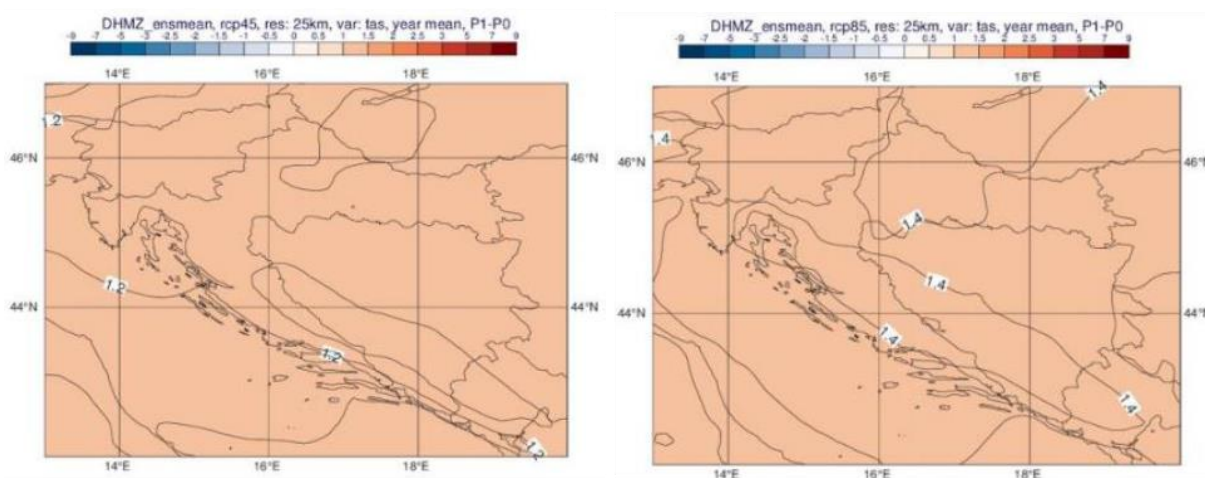 DHMZ_ensmean, rcp45, res: 25km, var: tas, year mean, P1-P0
-9 -7 -5 -3 -2.5 -2 -1.5 -1 -0.5 0 0.5 1 1.5 2 2.5 3 5 7 9
14°E 16°E 18°E
1.2
46°N 46°N
1.2
44°N 44°N
1.2
1.2
14°E 16°E 18°E
DHMZ_ensmean, rcp85, res: 25km, var: tas, year mean, P1-P0
-9 -7 -5 -3 -2.5 -2 -1.5 -1 -0.5 0 0.5 1 1.5 2 2.5 3 5 7 9
14°E 16°E 18°E
1.4
1.4
46°N 46°N
1.4
1.4
44°N 44°N
1.4
1.4
14°E 16°E 18°E